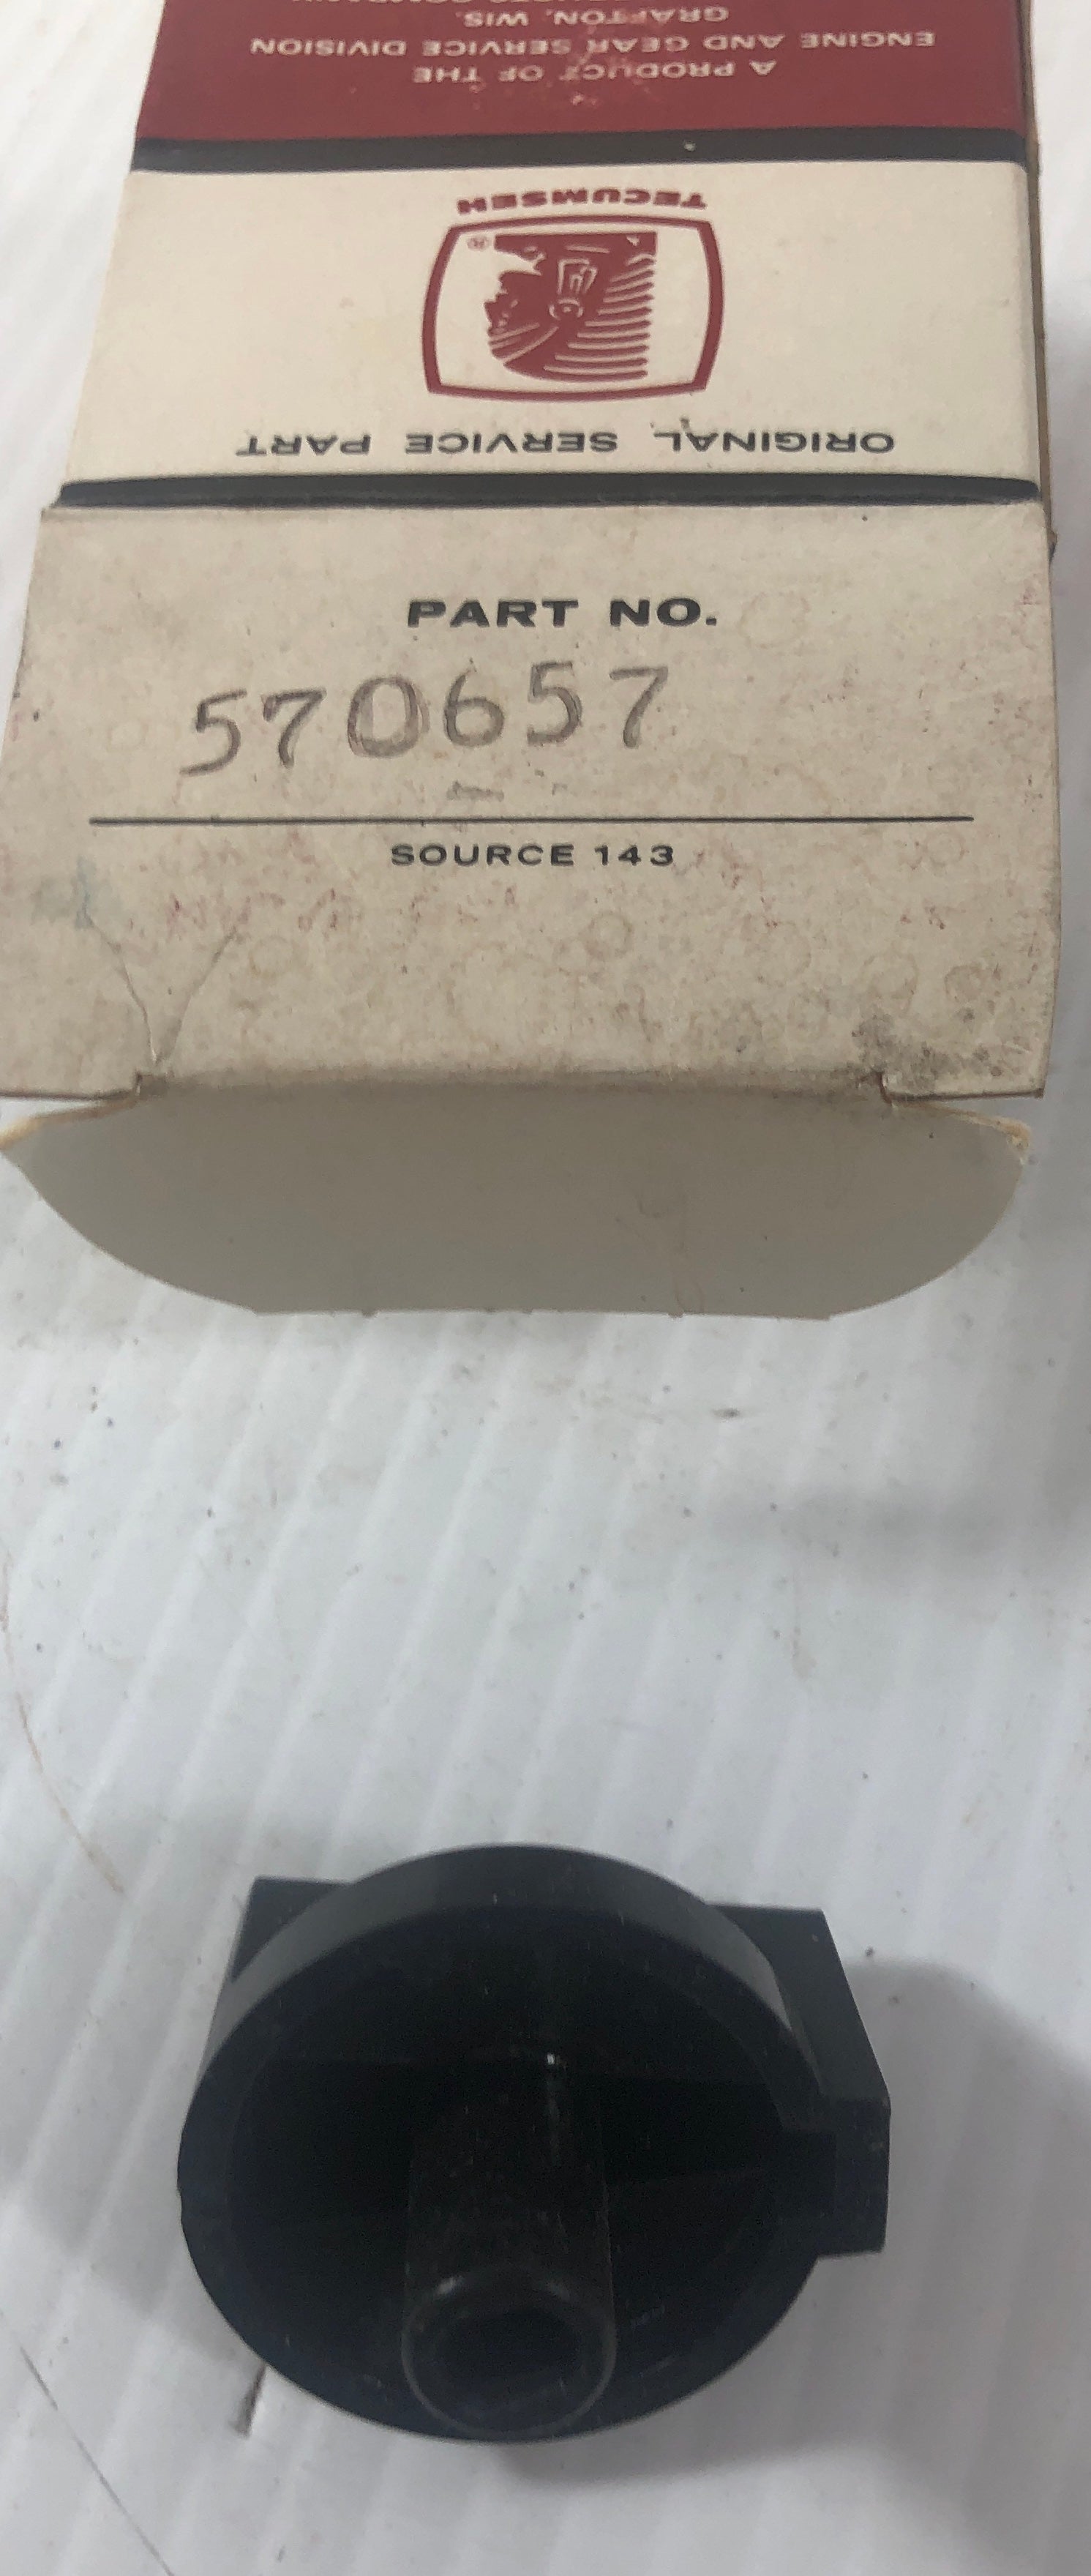 A PRODUCT OF THE
ENGINE AND GEAR SERVICE DIVISION
GRAFTON, WIS.
TECUMSEH
®
ORIGINAL SERVICE PART
PART NO.
570657
SOURCE 143